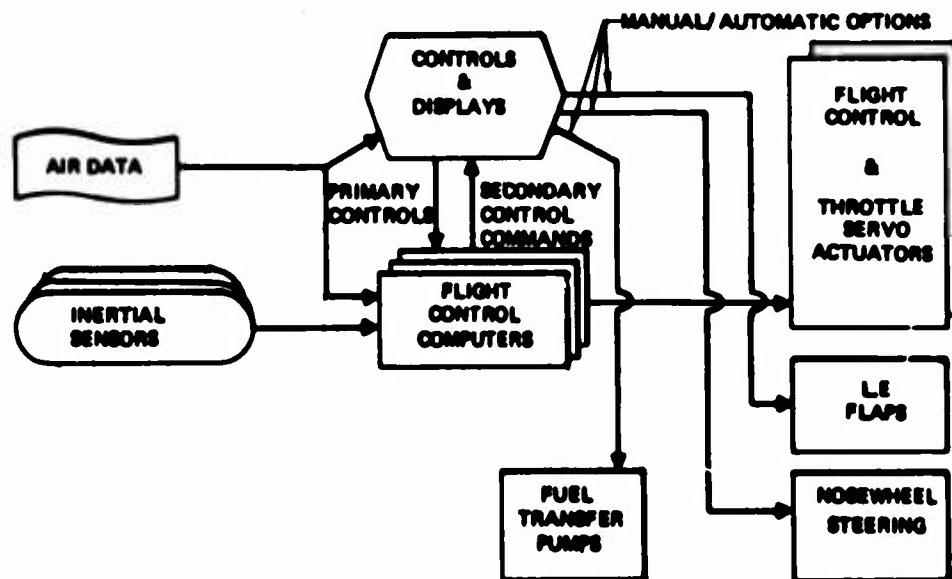 MANUAL/AUTOMATIC OPTIONS
CONTROLS
&
DISPLAYS
FLIGHT
CONTROL
&
THROTTLE
SERVO
ACTUATORS
AIR DATA
PRIMARY
CONTROLS
SECONDARY
CONTROL
COMMANDS
INERTIAL
SENSORS
FLIGHT
CONTROL
COMPUTERS
L.E
FLAPS
FUEL
TRANSFER
PUMPS
NOSEWHEEL
STEERING